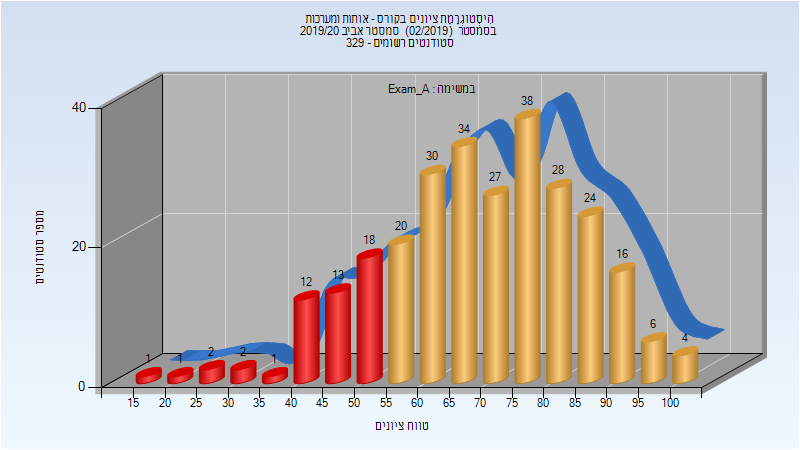 היסטוגרמת ציונים בקורס - אותות ומערכות
בסמסטר (02/2019) סמסטר אביב 2019/20
סטודנטים רשומים - 329
במשימה : Exam_A
מספר סטודנטים
40
20
0
1 1 2 2 1 12 13 18 20 30 34 27 38 28 24 16 6 4
15 20 25 30 35 40 45 50 55 60 65 70 75 80 85 90 95 100
טווח ציונים